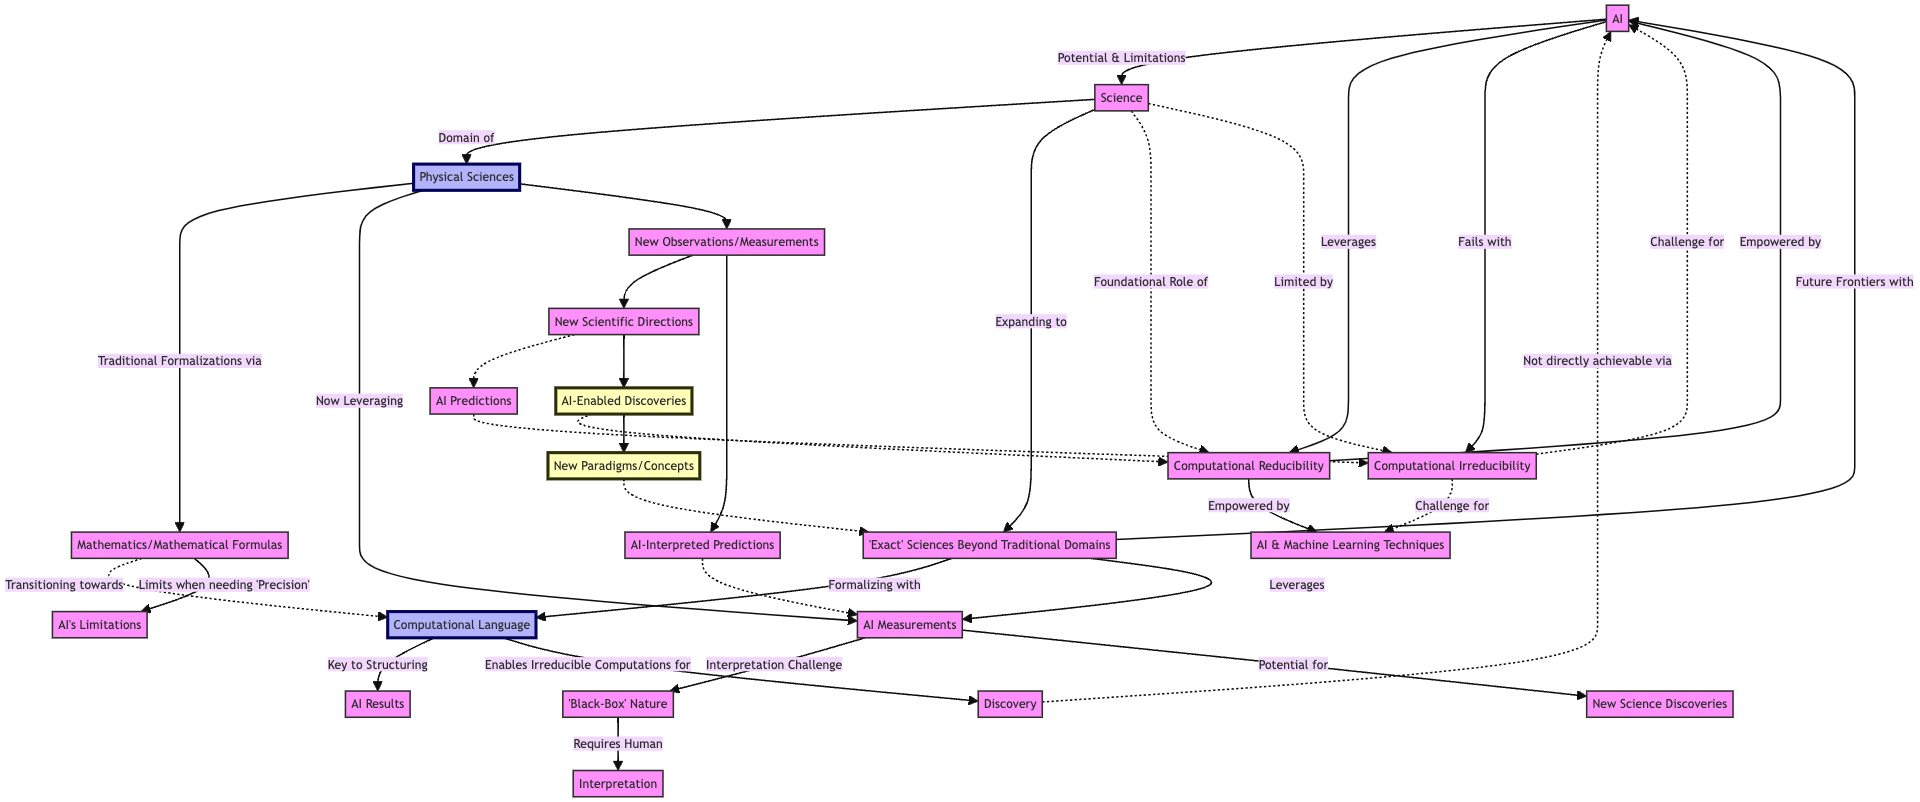 AI
Potential & Limitations
Science
Domain of
Physical Sciences
New Observations/Measurements
Leverages
Fails with
Challenge for
Empowered by
Foundational Role of
Limited by
Future Frontiers with
New Scientific Directions
Expanding to
Traditional Formalizations via
Not directly achievable via
Now Leveraging
AI Predictions
AI-Enabled Discoveries
New Paradigms/Concepts
Computational Reducibility
Computational Irreducibility
Empowered by
Challenge for
Mathematics/Mathematical Formulas
AI-Interpreted Predictions
'Exact' Sciences Beyond Traditional Domains
AI & Machine Learning Techniques
Transitioning towards
Limits when needing 'Precision'
Formalizing with
Leverages
AI's Limitations
Computational Language
AI Measurements
Key to Structuring
Enables Irreducible Computations for
Interpretation Challenge
Potential for
AI Results
'Black-Box' Nature
Discovery
New Science Discoveries
Requires Human
Interpretation